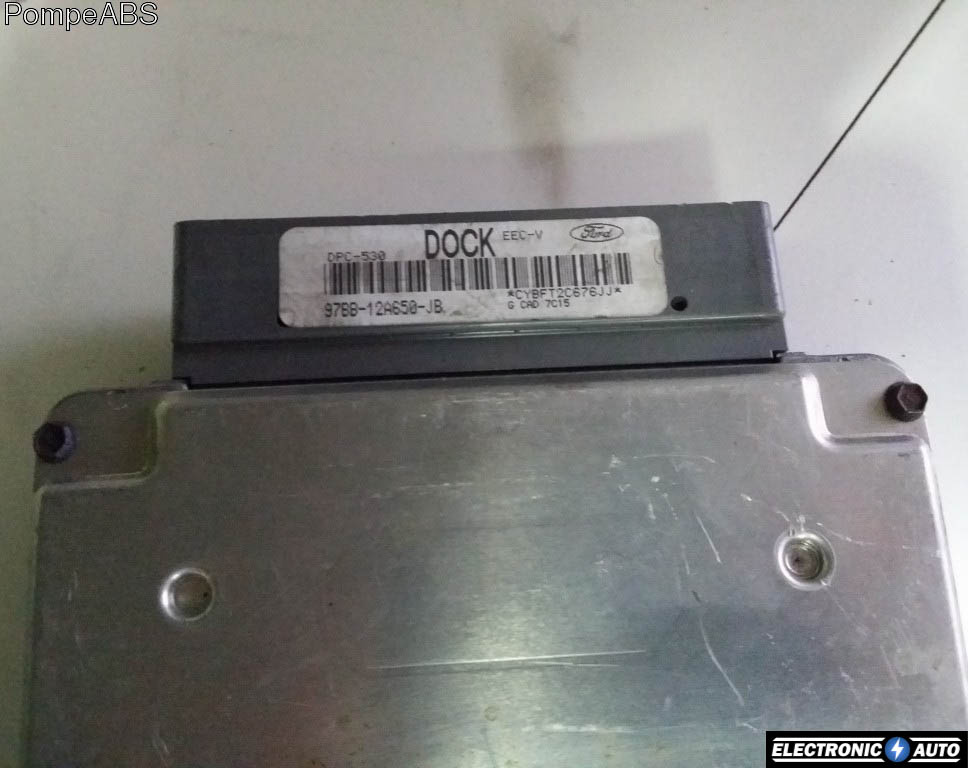 PompeABS
DOCK EEC-V Ford
DPC-530
*CYBFT2C676JJ*
97BB-12A650-JB
G CAD 7C15
ELECTRONIC AUTO